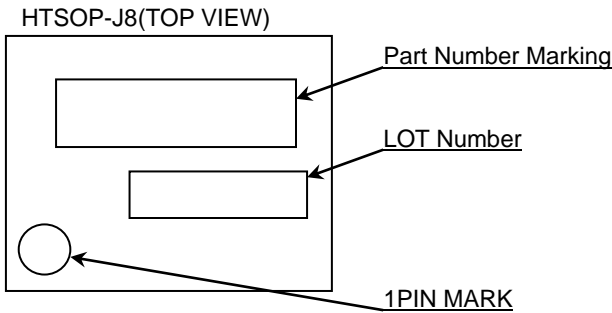 HTSOP-J8(TOP VIEW)
Part Number Marking
LOT Number
1PIN MARK